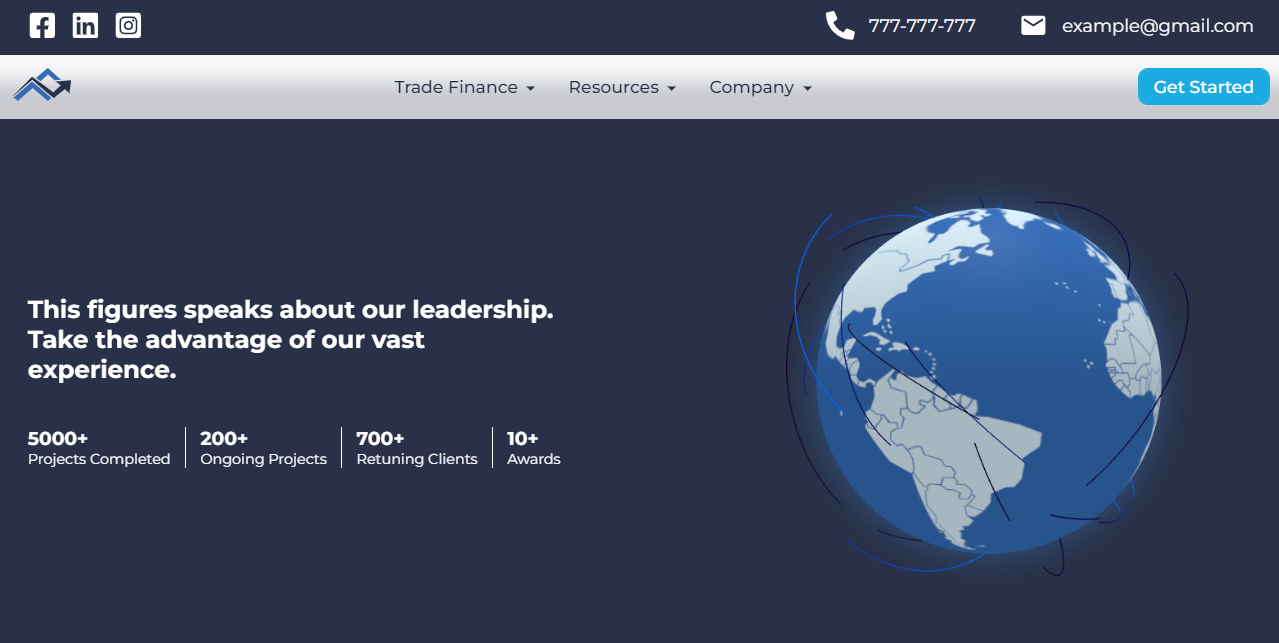 777-777-777
example@gmail.com
Trade Finance
Resources
Company
Get Started
This figures speaks about our leadership.
Take the advantage of our vast
experience.
5000+
Projects Completed
200+
Ongoing Projects
700+
Retuning Clients
10+
Awards